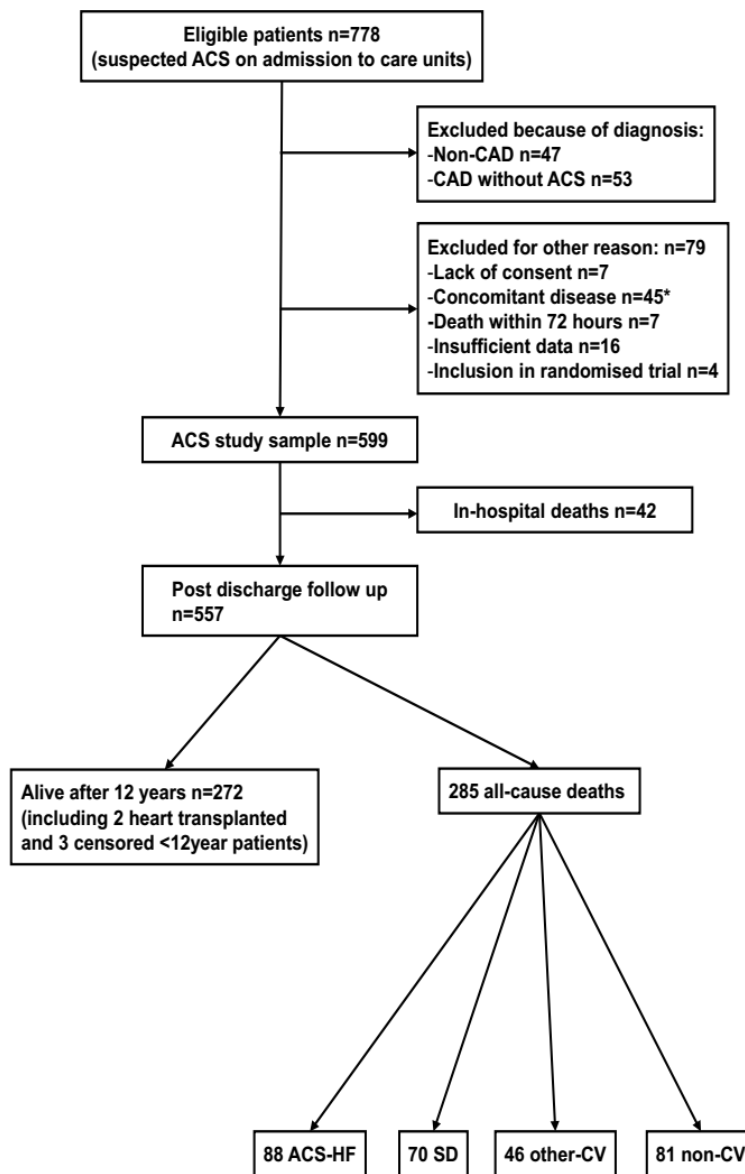 Eligible patients n=778
(suspected ACS on admission to care units)
Excluded because of diagnosis:
-Non-CAD n=47
-CAD without ACS n=53
Excluded for other reason: n=79
-Lack of consent n=7
-Concomitant disease n=45*
-Death within 72 hours n=7
-Insufficient data n=16
-Inclusion in randomised trial n=4
ACS study sample n=599
In-hospital deaths n=42
Post discharge follow up
n=557
Alive after 12 years n=272
(including 2 heart transplanted
and 3 censored <12year patients)
285 all-cause deaths
88 ACS-HF
70 SD
46 other-CV
81 non-CV